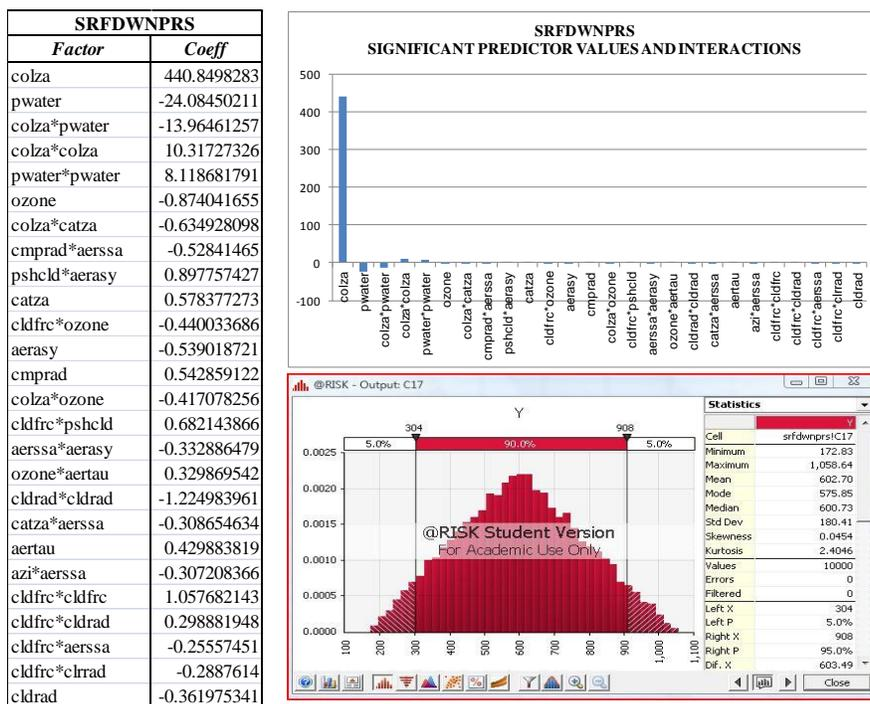 SRFDWNPRS
Factor Coeff
colza 440.8498283
pwater -24.08450211
colza*pwater -13.96461257
colza*colza 10.31727326
pwater*pwater 8.118681791
ozone -0.874041655
colza*catza -0.634928098
cmprad*aerssa -0.52841465
pshcld*aerasy 0.897757427
catza 0.578377273
cldfrc*ozone -0.440033686
aerasy -0.539018721
cmprad 0.542859122
colza*ozone -0.417078256
cldfrc*pshcld 0.682143866
aerssa*aerasy -0.332886479
ozone*aertau 0.329869542
cldrad*cldrad -1.224983961
catza*aerssa -0.308654634
aertau 0.429883819
azi*aerssa -0.307208366
cldfrc*cldfrc 1.057682143
cldfrc*cldrad 0.298881948
cldfrc*aerssa -0.25557451
cldfrc*clrrad -0.2887614
cldrad -0.361975341
SRFDWNPRS
SIGNIFICANT PREDICTOR VALUES AND INTERACTIONS
500
400
300
200
100
0
-100
colza
pwater
colza*pwater
colza*colza
pwater*pwater
ozone
colza*catza
cmprad*aerssa
pshcld*aerasy
catza
cldfrc*ozone
aerasy
cmprad
colza*ozone
cldfrc*pshcld
aerssa*aerasy
ozone*aertau
cldrad*cldrad
catza*aerssa
aertau
azi*aerssa
cldfrc*cldfrc
cldfrc*cldrad
cldfrc*aerssa
cldfrc*clrrad
cldrad
@RISK - Output: C17
Y
304 908
5.0% 90.0% 5.0%
0.0025
0.0020
0.0015
0.0010
0.0005
0.0000
@RISK Student Version
For Academic Use Only
100 200 300 400 500 600 700 800 900 1,000 1,100
Statistics
Y
Cell srfdwnprs!C17
Minimum 172.83
Maximum 1,058.64
Mean 602.70
Mode 575.85
Median 600.73
Std Dev 180.41
Skewness 0.0454
Kurtosis 2.4046
Values 10000
Errors 0
Filtered 0
Left X 304
Left P 5.0%
Right X 908
Right P 95.0%
Dif. X 603.49
Close